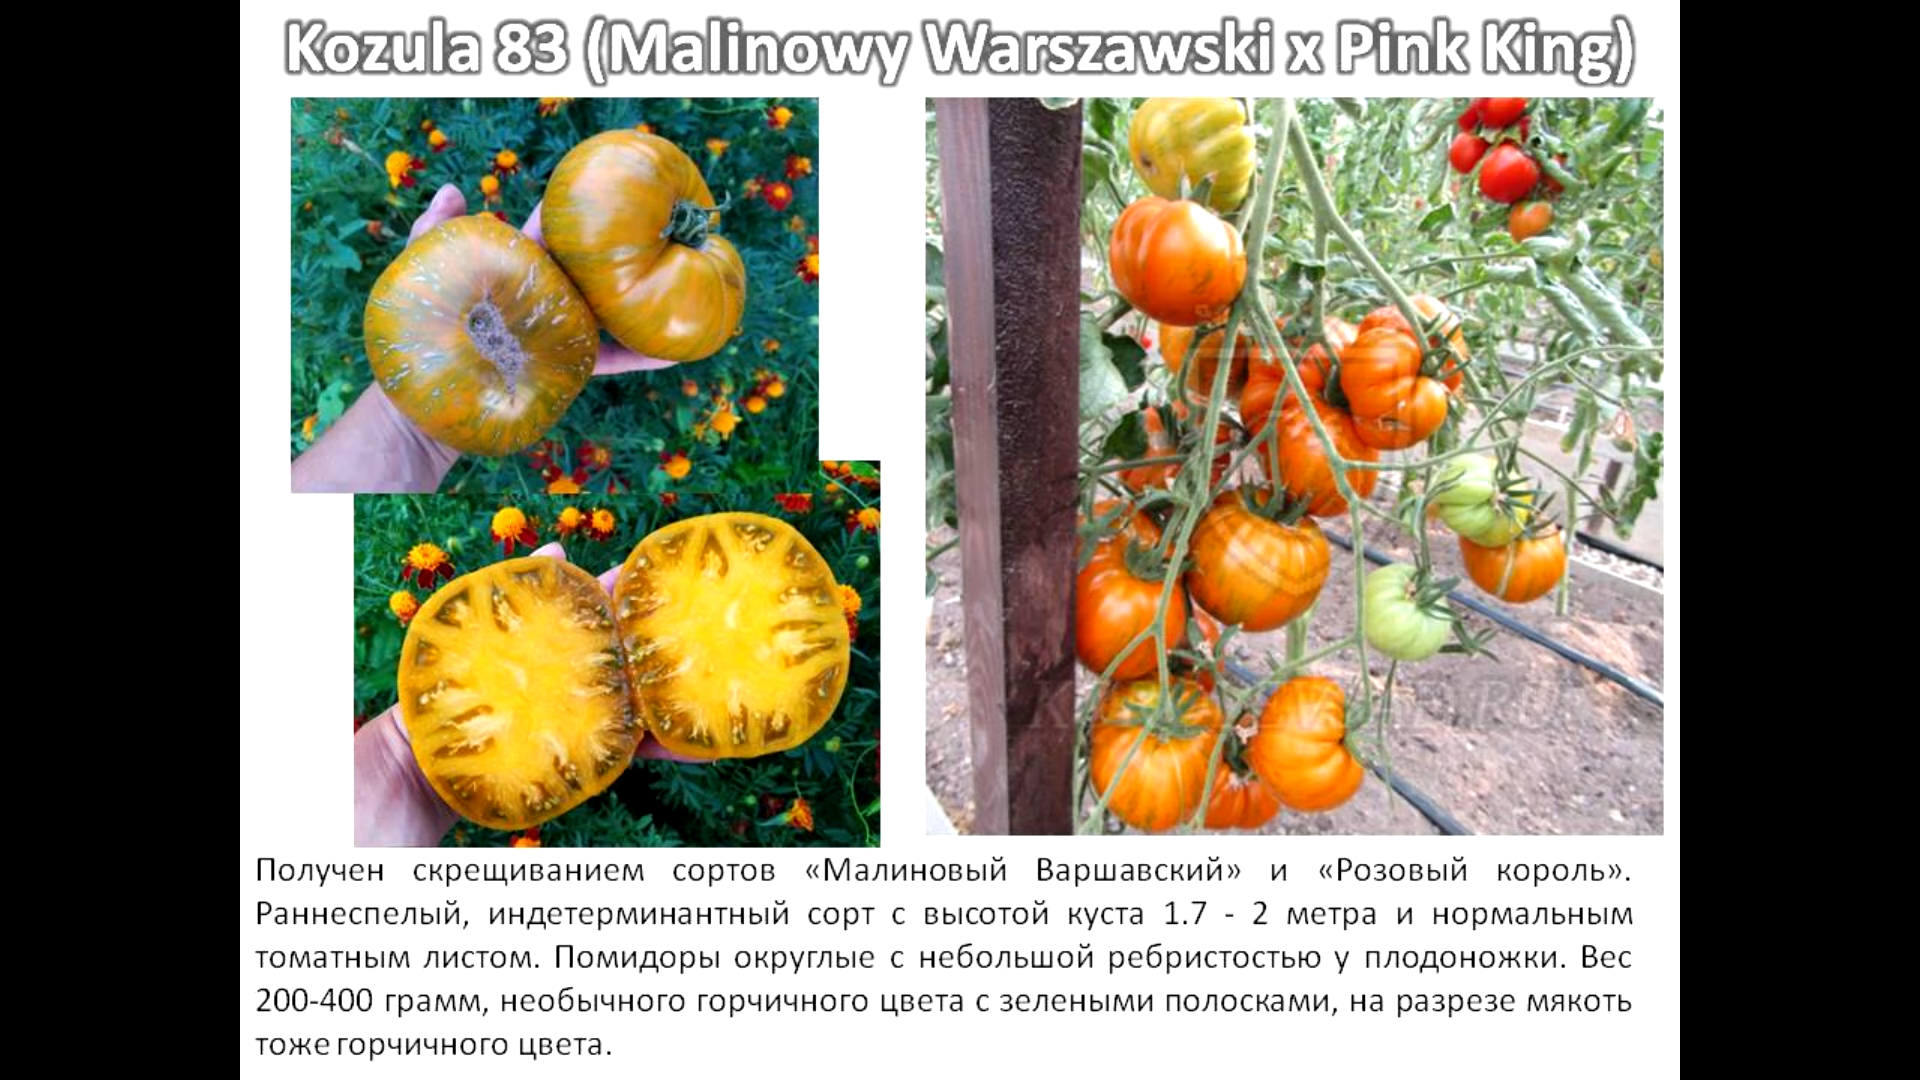 Kozula 83 (Malinowy Warszawski x Pink King)
Получен скрещиванием сортов «Малиновый Варшавский» и «Розовый король».
Раннеспелый, индетерминантный сорт с высотой куста 1.7 - 2 метра и нормальным
томатным листом. Помидоры округлые с небольшой ребристостью у плодоножки. Вес
200-400 грамм, необычного горчичного цвета с зелеными полосками, на разрезе мякоть
тоже горчичного цвета.